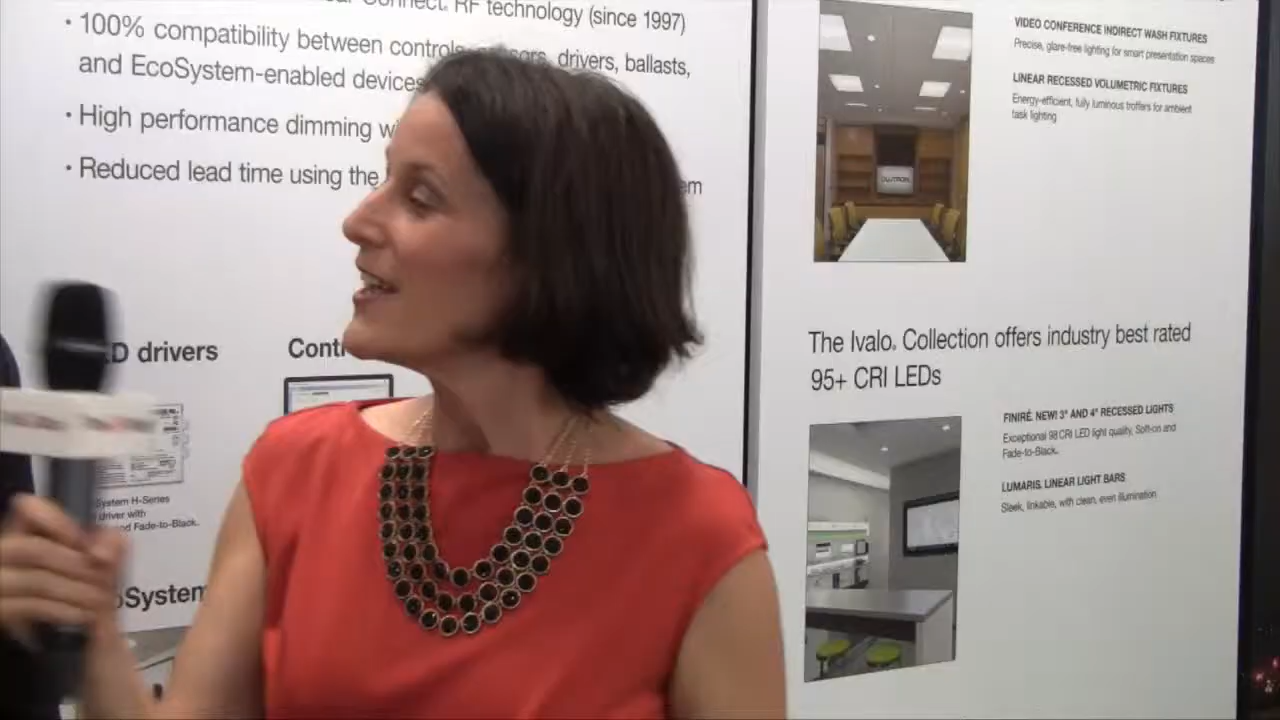 Connect. RF technology (since 1997)
• 100% compatibility between controls, sensors, drivers, ballasts,
and EcoSystem-enabled devices
• High performance dimming
• Reduced lead time using the
D drivers
Cont
System H-Series
driver with
nd Fade-to-Black.
oSystem
VIDEO CONFERENCE INDIRECT WASH FIXTURES
Precise, glare-free lighting for smart presentation spaces
LINEAR RECESSED VOLUMETRIC FIXTURES
Energy-efficient, fully luminous troffers for ambient
task lighting
LUTRON
The Ivalo. Collection offers industry best rated
95+ CRI LEDs
FINIRÉ. NEW! 3" AND 4" RECESSED LIGHTS
Exceptional 98 CRI LED light quality, Soft-on and
Fade-to-Black.
LUMARIS. LINEAR LIGHT BARS
Sleek, linkable, with clean, even illumination